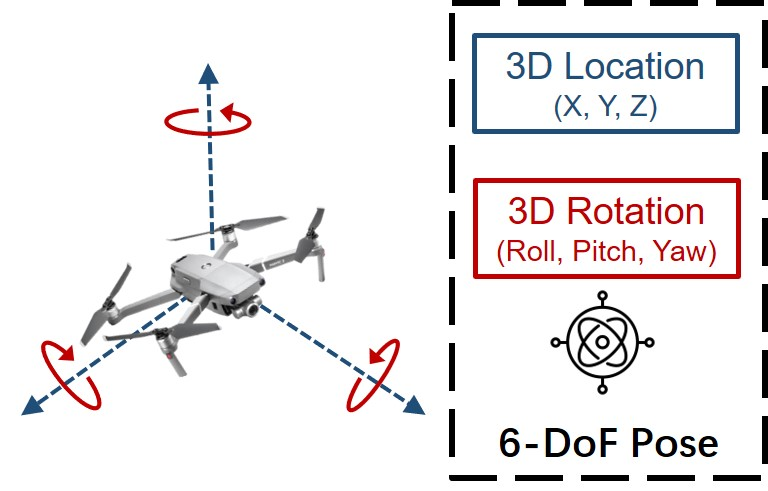 3D Location
(X, Y, Z)
3D Rotation
(Roll, Pitch, Yaw)
6-DoF Pose